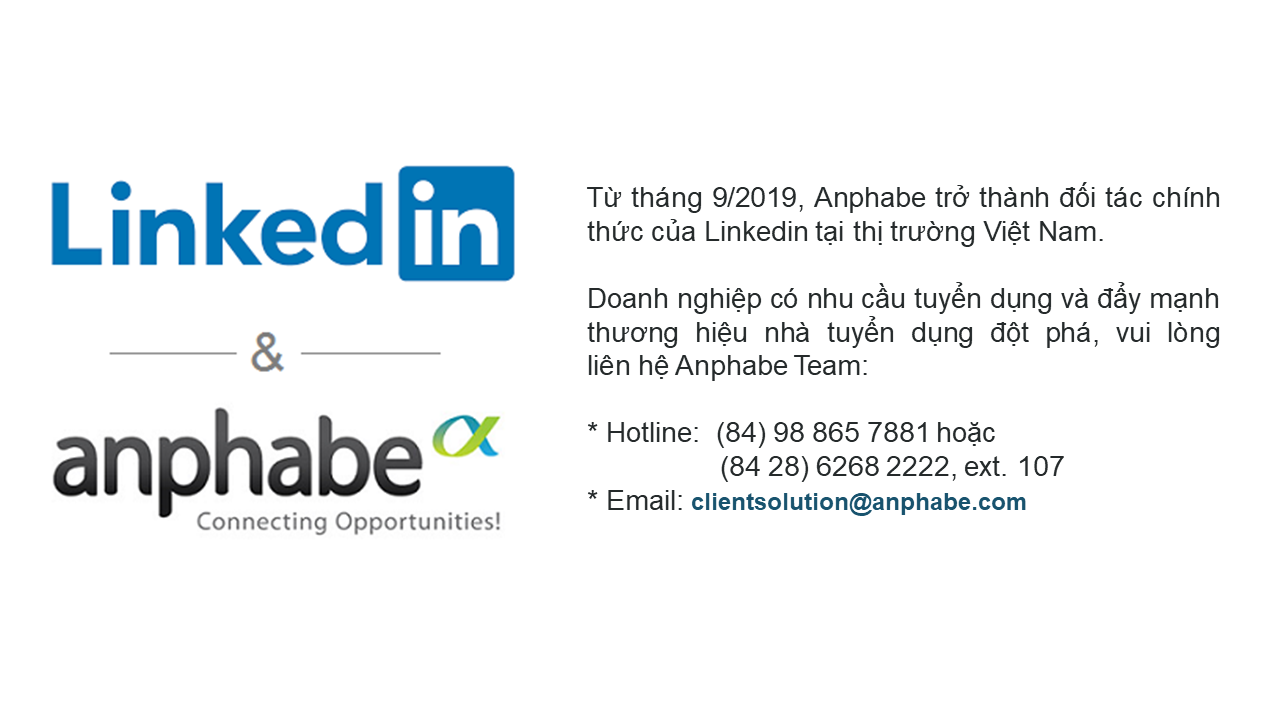 Linkedin
&
anphabe
Connecting Opportunities!
Từ tháng 9/2019, Anphabe trở thành đối tác chính
thức của Linkedin tại thị trường Việt Nam.
Doanh nghiệp có nhu cầu tuyển dụng và đẩy mạnh
thương hiệu nhà tuyển dụng đột phá, vui lòng
liên hệ Anphabe Team:
* Hotline: (84) 98 865 7881 hoặc
(84 28) 6268 2222, ext. 107
* Email: clientsolution@anphabe.com